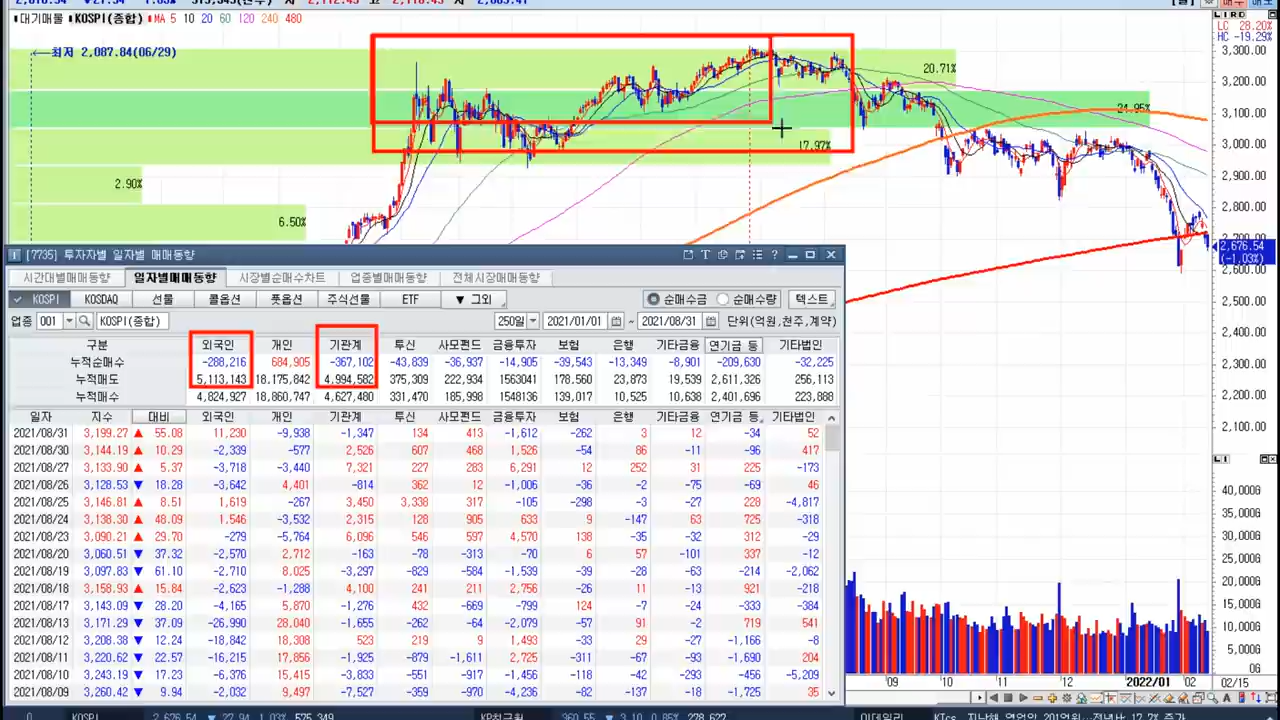 대기매물 KOSPI(종합) MA 5 10 20 60 120 240 480
←최저 2,087.84(06/29)
LC 28.20%
HC -19.29%
3,300.00
20.71%
3,200.00
24.95%
3,100.00
17.97%
3,000.00
2.90%
2,900.00
6.50%
2,800.00
2,676.54
(-1.03%)
2,600.00
2,500.00
2,400.00
2,300.00
2,200.00
2,100.00
[7735] 투자자별 일자별 매매동향
시간대별매매동향 일자별매매동향 시장별순매수차트 업종별매매동향 전체시장매매동향
KOSPI KOSDAQ 선물 콜옵션 풋옵션 주식선물 ETF ▼ 그외 순매수금 순매수량 텍스트
업종 001 KOSPI(종합) 250일 2021/01/01 ~ 2021/08/31 단위(억원,천주,계약)
구분 외국인 개인 기관계 투신 사모펀드 금융투자 보험 은행 기타금융 연기금 등 기타법인
누적순매수 -288,216 684,905 -367,102 -43,839 -36,937 -14,905 -39,543 -13,349 -8,901 -209,630 -32,225
누적매도 5,113,143 18,175,842 4,994,582 375,309 222,934 1563041 178,560 23,873 19,539 2,611,326 256,113
누적매수 4,824,927 18,860,747 4,627,480 331,470 185,998 1548136 139,017 10,525 10,638 2,401,696 223,888
일자 지수 대비 외국인 개인 기관계 투신 사모펀드 금융투자 보험 은행 기타금융 연기금 등 기타법인
2021/08/31 3,199.27 ▲ 55.08 11,230 -9,938 -1,347 134 413 -1,612 -262 3 12 -34 52
2021/08/30 3,144.19 ▲ 10.29 -2,339 -577 2,526 607 468 1,526 -54 86 -11 -96 417
2021/08/27 3,133.90 ▲ 5.37 -3,718 -3,440 7,321 227 283 6,291 12 252 31 225 -173
2021/08/26 3,128.53 ▼ 18.28 -3,642 4,401 -814 362 12 -1,006 -36 -2 -75 -69 46
2021/08/25 3,146.81 ▲ 8.51 1,619 -267 3,450 3,338 317 -105 -298 -3 -27 228 -4,817
2021/08/24 3,138.30 ▲ 48.09 1,546 -3,532 2,315 128 905 633 9 -147 63 725 -318
2021/08/23 3,090.21 ▲ 29.70 -279 -5,764 6,096 546 597 4,570 138 -35 -32 312 -29
2021/08/20 3,060.51 ▼ 37.32 -2,570 2,712 -163 -78 -313 -70 6 57 -101 337 -12
2021/08/19 3,097.83 ▼ 61.10 -2,710 8,025 -3,297 -829 -584 -1,539 -39 -28 -63 -214 -2,062
2021/08/18 3,158.93 ▲ 15.84 -2,623 -1,288 4,100 241 211 2,756 -26 11 -13 921 -218
2021/08/17 3,143.09 ▼ 28.20 -4,165 5,870 -1,276 432 -669 -799 124 -7 -24 -333 -384
2021/08/13 3,171.29 ▼ 37.09 -26,990 28,040 -1,655 -262 -64 -2,079 -57 91 -2 719 541
2021/08/12 3,208.38 ▼ 12.24 -18,842 18,308 523 219 9 1,493 -33 29 -27 -1,166 -8
2021/08/11 3,220.62 ▼ 22.57 -16,215 17,856 -1,925 -879 -1,611 2,725 -311 -67 -93 -1,690 204
2021/08/10 3,243.19 ▼ 17.23 -6,376 15,415 -3,833 -551 -917 -1,456 -118 -42 -293 -456 -5,209
2021/08/09 3,260.42 ▼ 9.94 -2,032 9,497 -7,527 -359 -970 -4,236 -82 -137 -18 -1,725 35
40,000G
35,000G
30,000G
25,000G
20,000G
15,000G
10,000G
5,000G
0G
09 10 11 12 2022/01 02 02/15
KOSPI 2,676.54 ▼ 27.94 1.03% 575,349 360.55 ▼ 3.10 0.85% 278,627